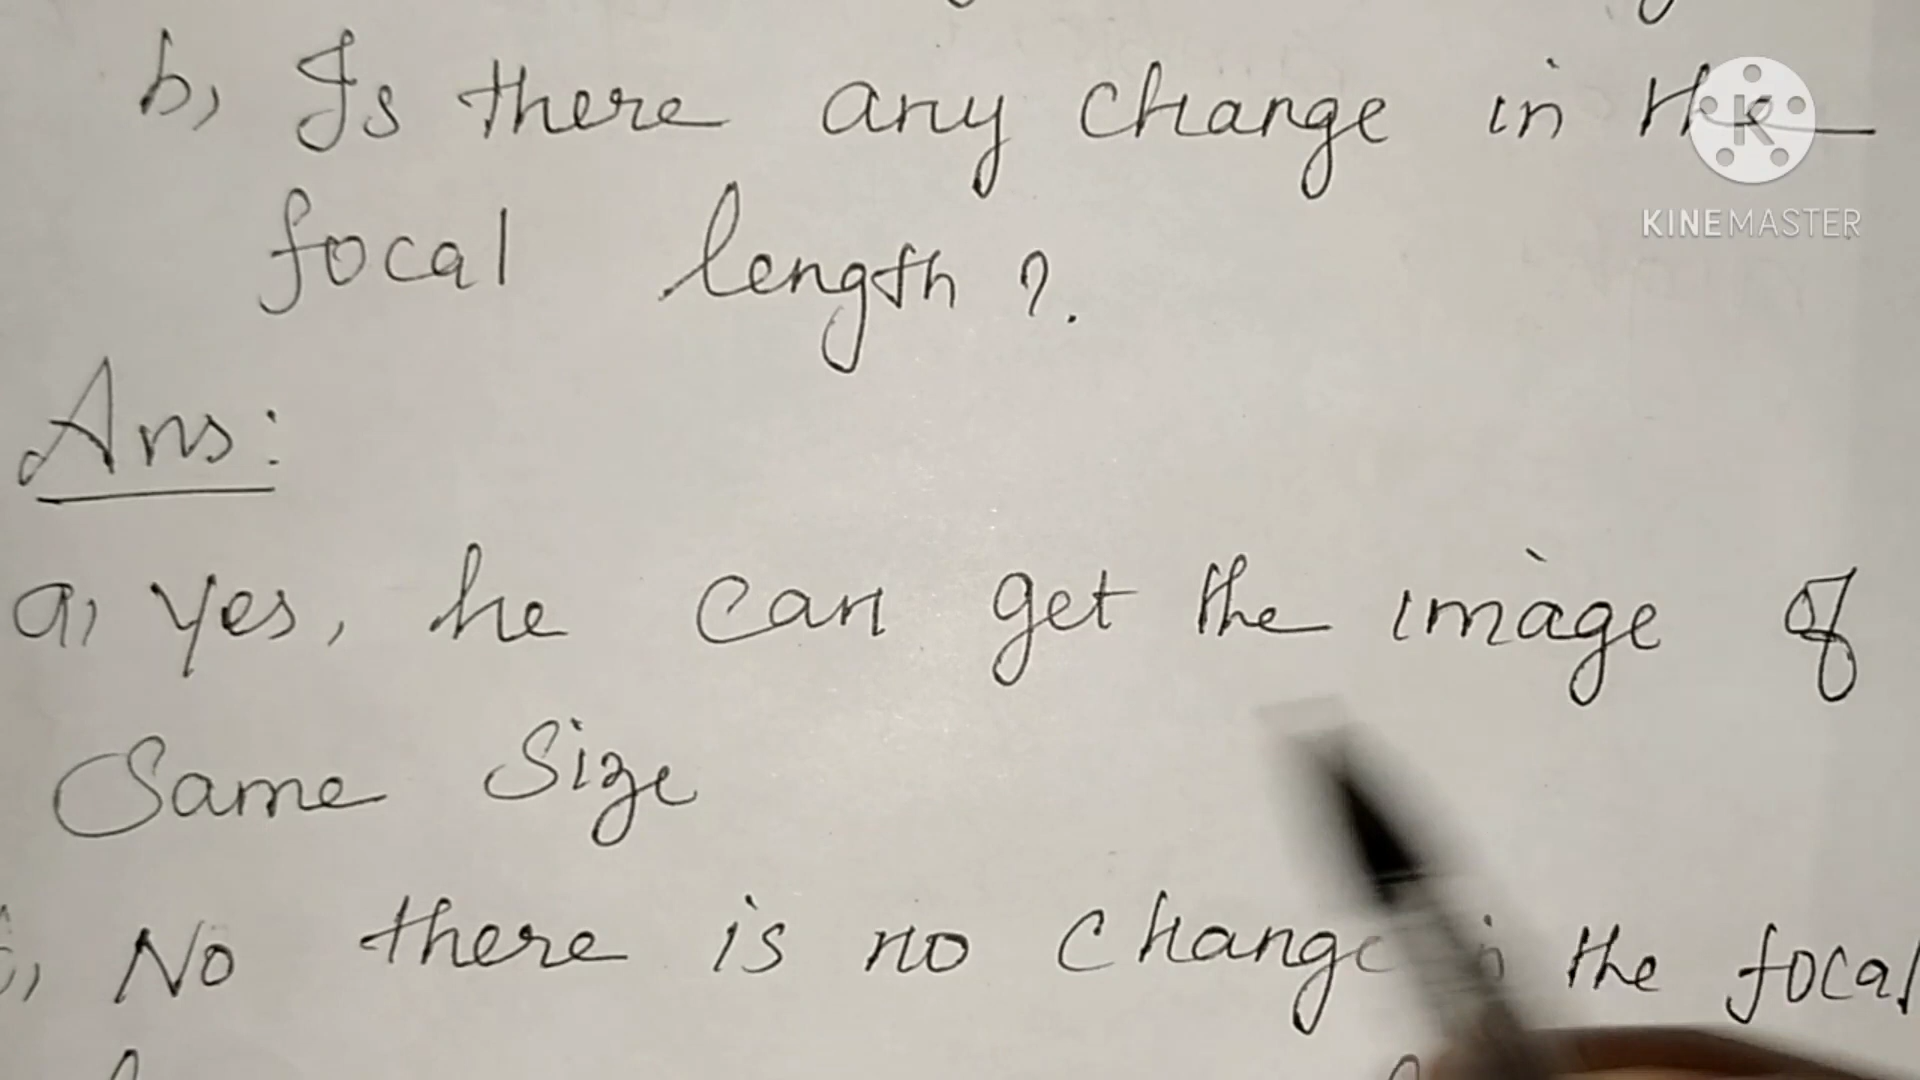 b, Is there any change in the
KINEMASTER
focal length ?.
Ans:
a, Yes, he can get the image of
Same Size
, No there is no change in the focal